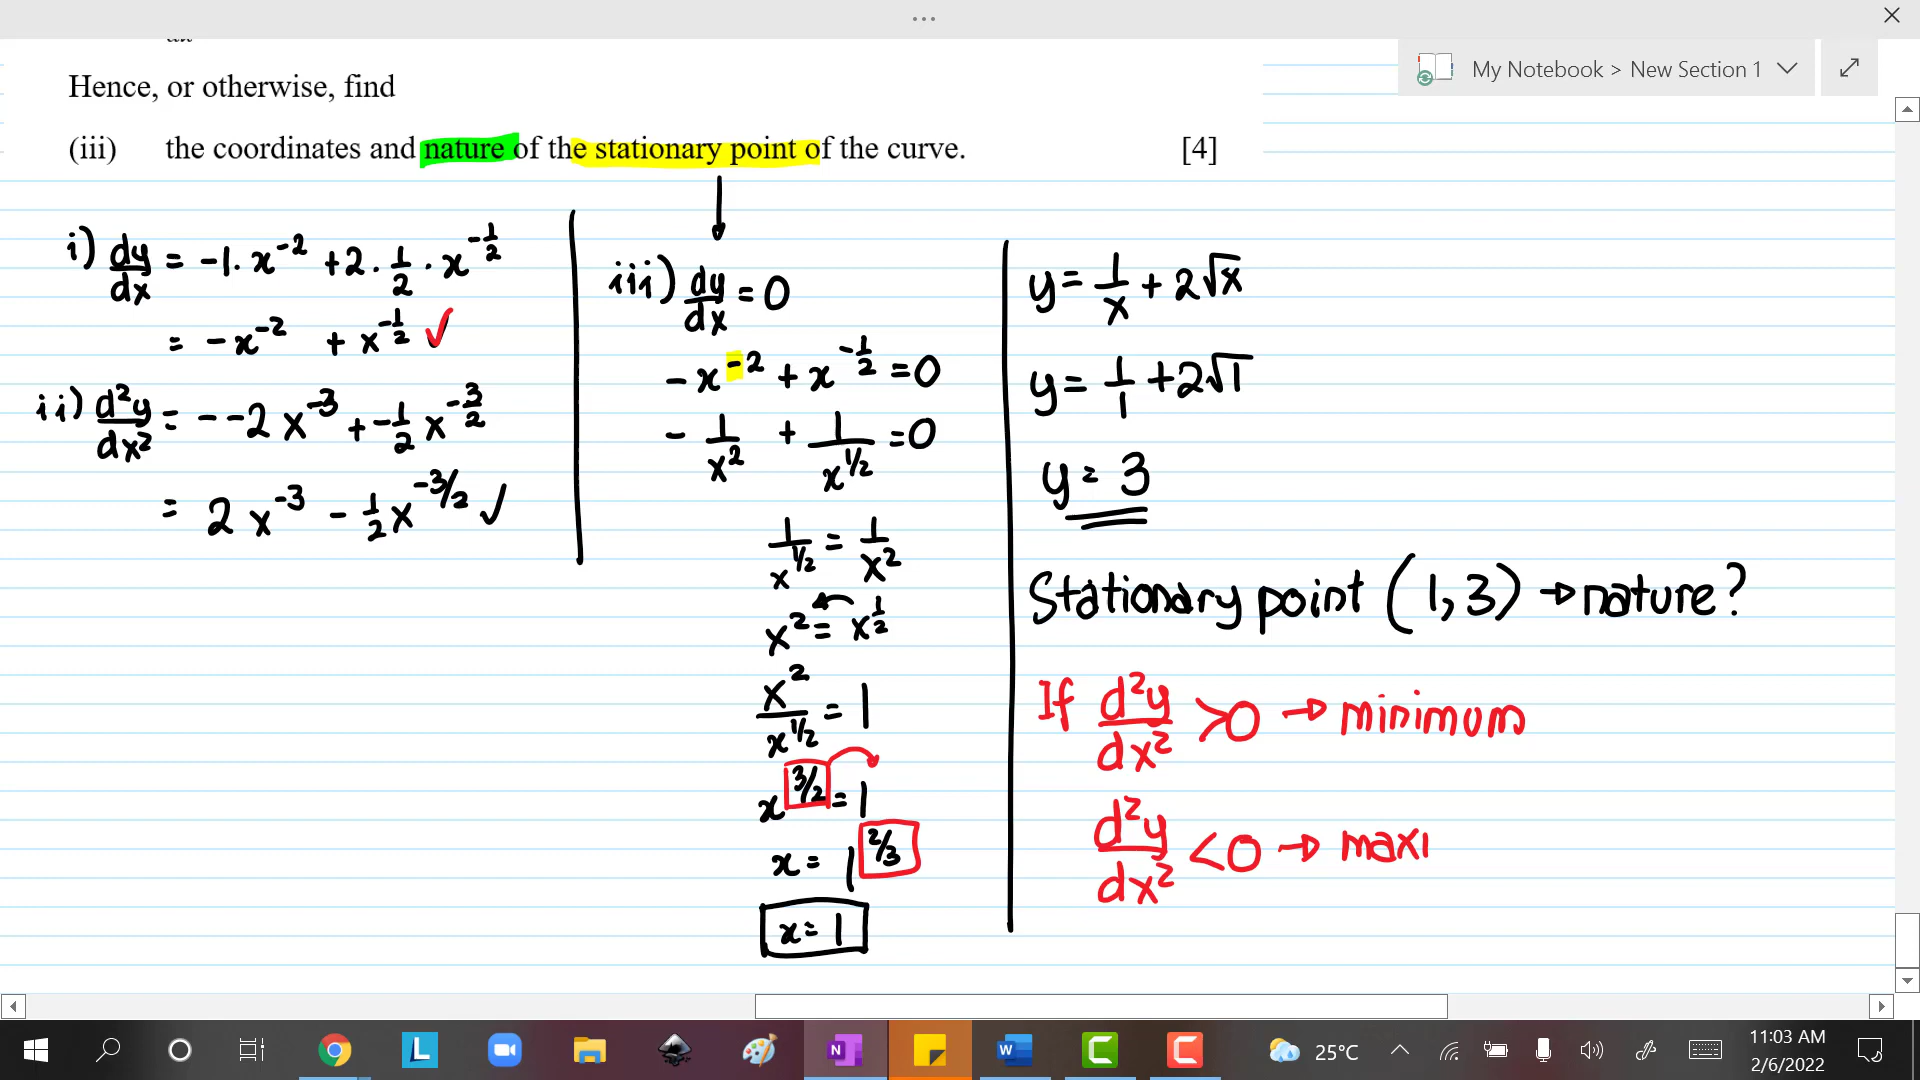 My Notebook > New Section 1
Hence, or otherwise, find
(iii) the coordinates and nature of the stationary point of the curve. [4]
i) dy/dx = -1. x^-2 + 2 . 1/2 . x^-1/2
= -x^-2 + x^-1/2 ✓
ii) d²y/dx² = --2x^-3 + -1/2 x^-3/2
= 2x^-3 - 1/2 x^-3/2 ✓
iii) dy/dx = 0
-x^-2 + x^-1/2 = 0
- 1/x² + 1/x^1/2 = 0
1/x^1/2 = 1/x²
x² = x^1/2
x²/x^1/2 = 1
x^3/2 = 1
x = 1^2/3
x = 1
y = 1/x + 2√x
y = 1/1 + 2√1
y = 3
Stationary point (1,3) → nature?
If d²y/dx² > 0 → minimum
d²y/dx² < 0 → maxi
25°C
11:03 AM
2/6/2022